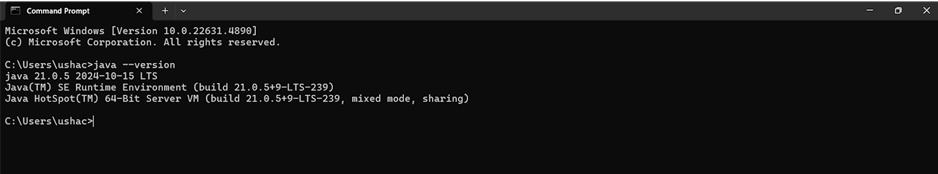 Command Prompt
Microsoft Windows [Version 10.0.22631.4890]
(c) Microsoft Corporation. All rights reserved.
C:\Users\ushac>java --version
java 21.0.5 2024-10-15 LTS
Java(TM) SE Runtime Environment (build 21.0.5+9-LTS-239)
Java HotSpot(TM) 64-Bit Server VM (build 21.0.5+9-LTS-239, mixed mode, sharing)
C:\Users\ushac>